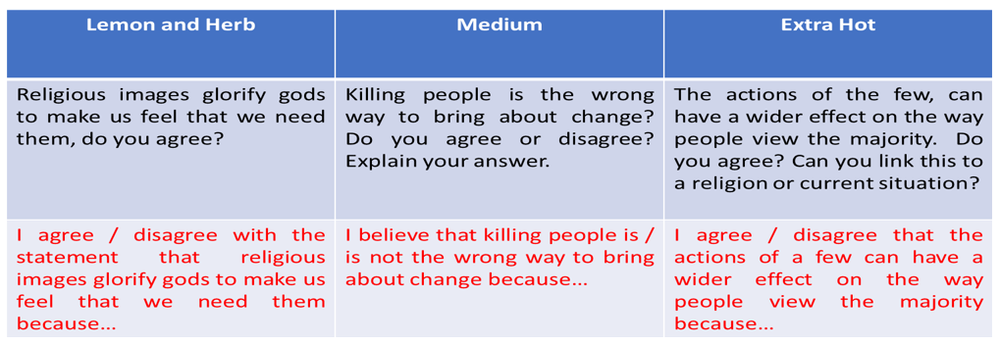 Lemon and Herb
Medium
Extra Hot
Religious images glorify gods
to make us feel that we need
them, do you agree?
Killing people is the wrong
way to bring about change?
Do you agree or disagree?
Explain your answer.
The actions of the few, can
have a wider effect on the way
people view the majority. Do
you agree? Can you link this to
a religion or current situation?
I agree / disagree with the
statement that religious
images glorify gods to make us
feel that we need them
because...
I believe that killing people is /
is not the wrong way to bring
about change because...
I agree / disagree that the
actions of a few can have a
wider effect on the way
people view the majority
because...